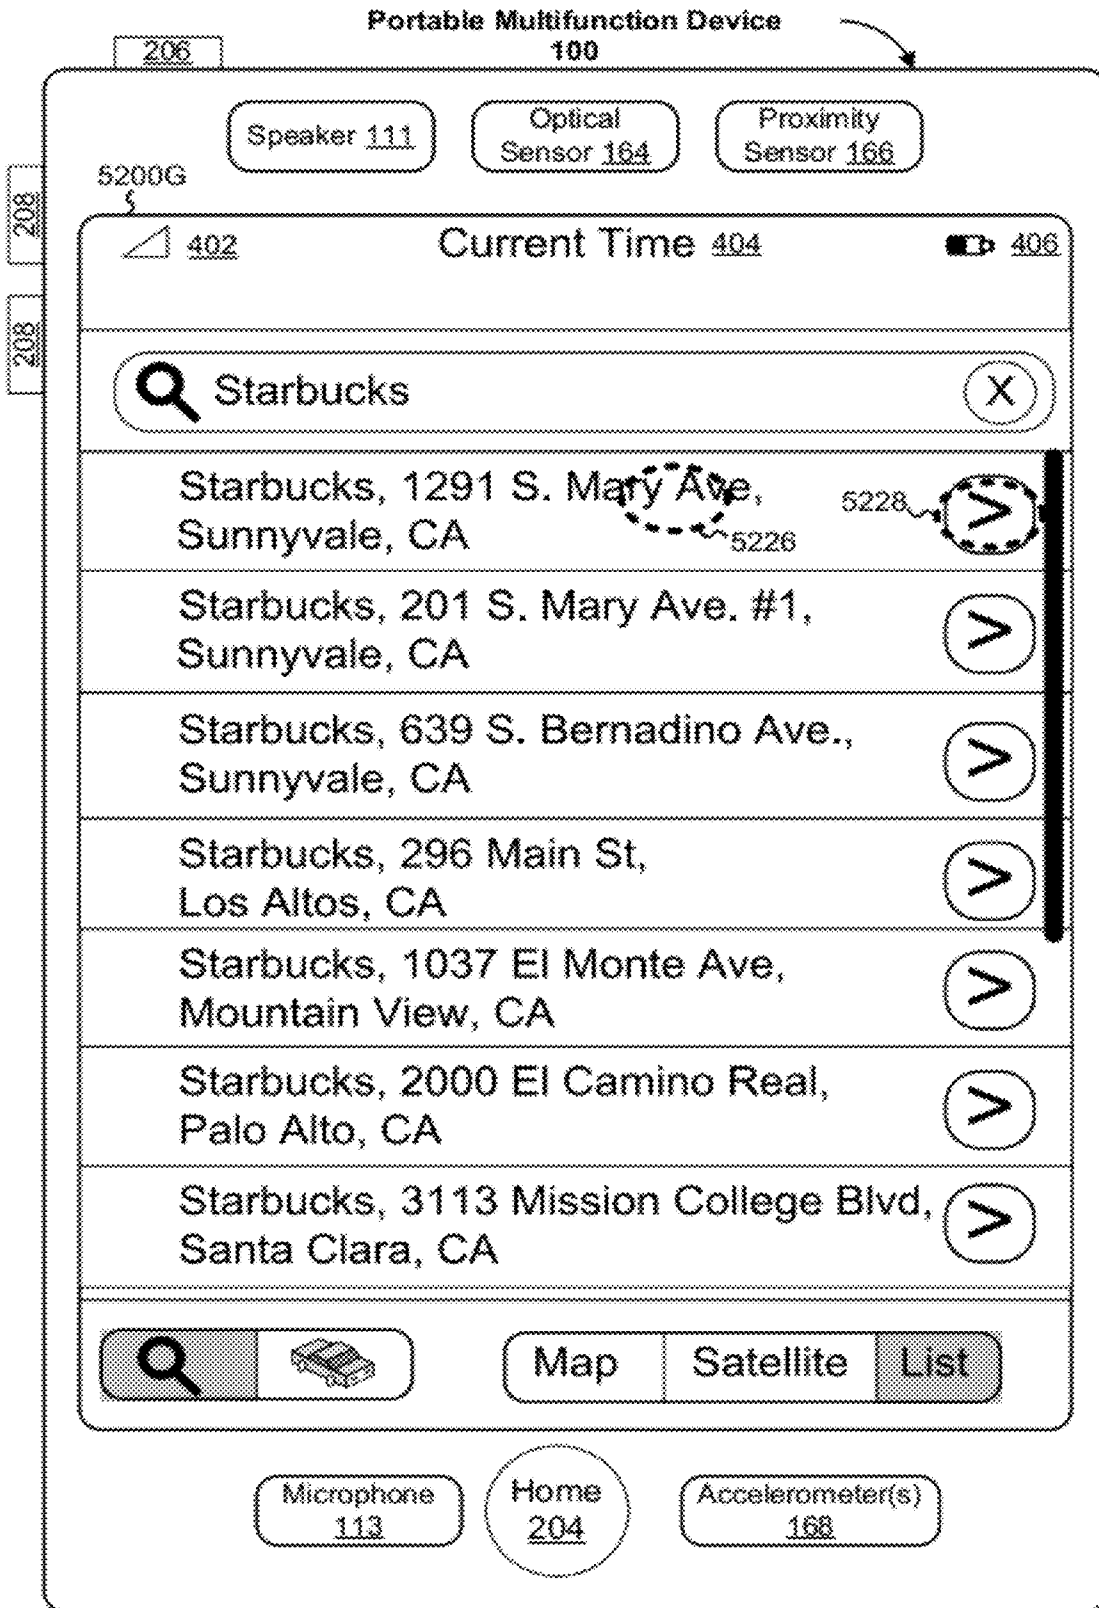 Portable Multifunction Device
100
206
Speaker 111
Optical
Sensor 164
Proximity
Sensor 166
208
208
5200G
402
Current Time 404
406
Starbucks
X
Starbucks, 1291 S. Mary Ave,
Sunnyvale, CA
5226
5228
>
Starbucks, 201 S. Mary Ave. #1,
Sunnyvale, CA
>
Starbucks, 639 S. Bernadino Ave.,
Sunnyvale, CA
>
Starbucks, 296 Main St,
Los Altos, CA
>
Starbucks, 1037 El Monte Ave,
Mountain View, CA
>
Starbucks, 2000 El Camino Real,
Palo Alto, CA
>
Starbucks, 3113 Mission College Blvd,
Santa Clara, CA
>
Map
Satellite
List
Microphone
113
Home
204
Accelerometer(s)
168